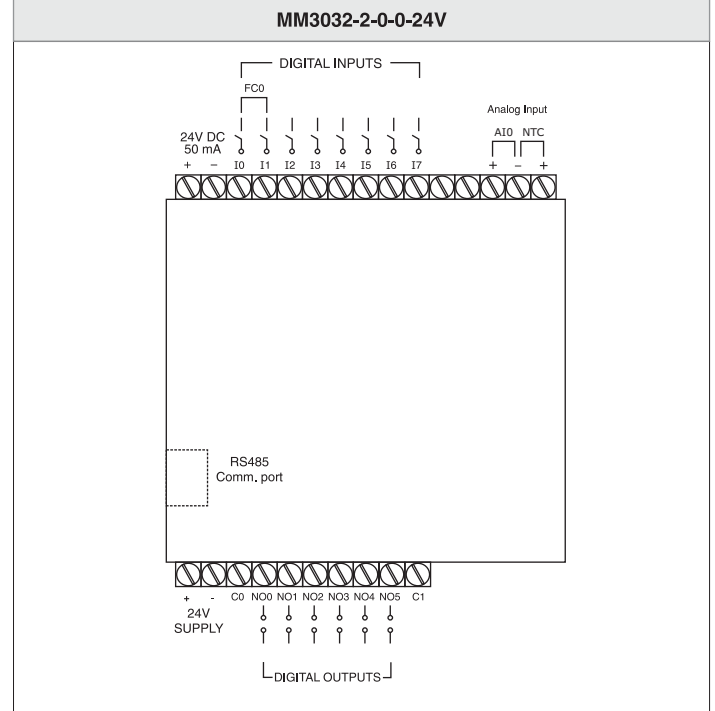 MM3032-2-0-0-24V
DIGITAL INPUTS
FC0
Analog Input
24V DC
50 mA
AI0 NTC
+ - I0 I1 I2 I3 I4 I5 I6 I7 + - +
RS485
Comm. port
+ - C0 NO0 NO1 NO2 NO3 NO4 NO5 C1
24V
SUPPLY
DIGITAL OUTPUTS